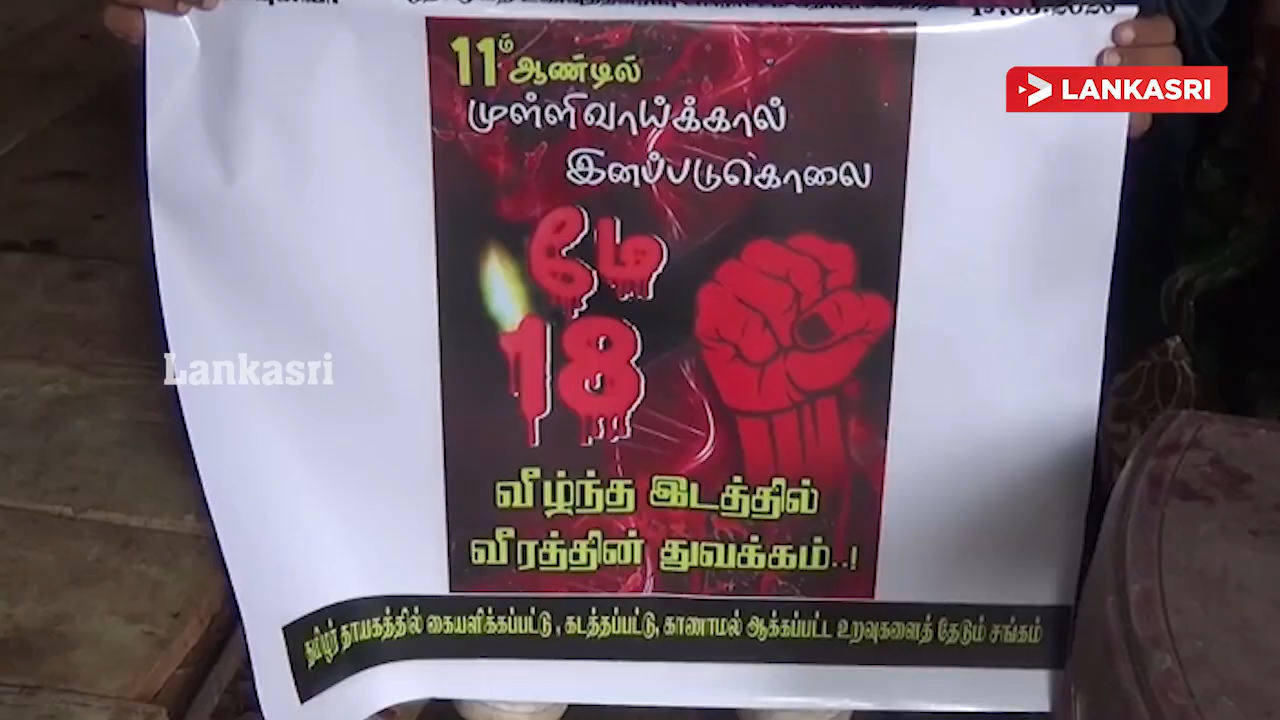 LANKASRI
11ம் ஆண்டில்
முள்ளிவாய்க்கால்
இனப்படுகொலை
மே
18
Lankasri
வீழ்ந்த இடத்தில்
வீரத்தின் துவக்கம்..!
தமிழர் தாயகத்தில் கையளிக்கப்பட்டு , கடத்தப்பட்டு, காணாமல் ஆக்கப்பட்ட உறவுகளைத் தேடும் சங்கம்